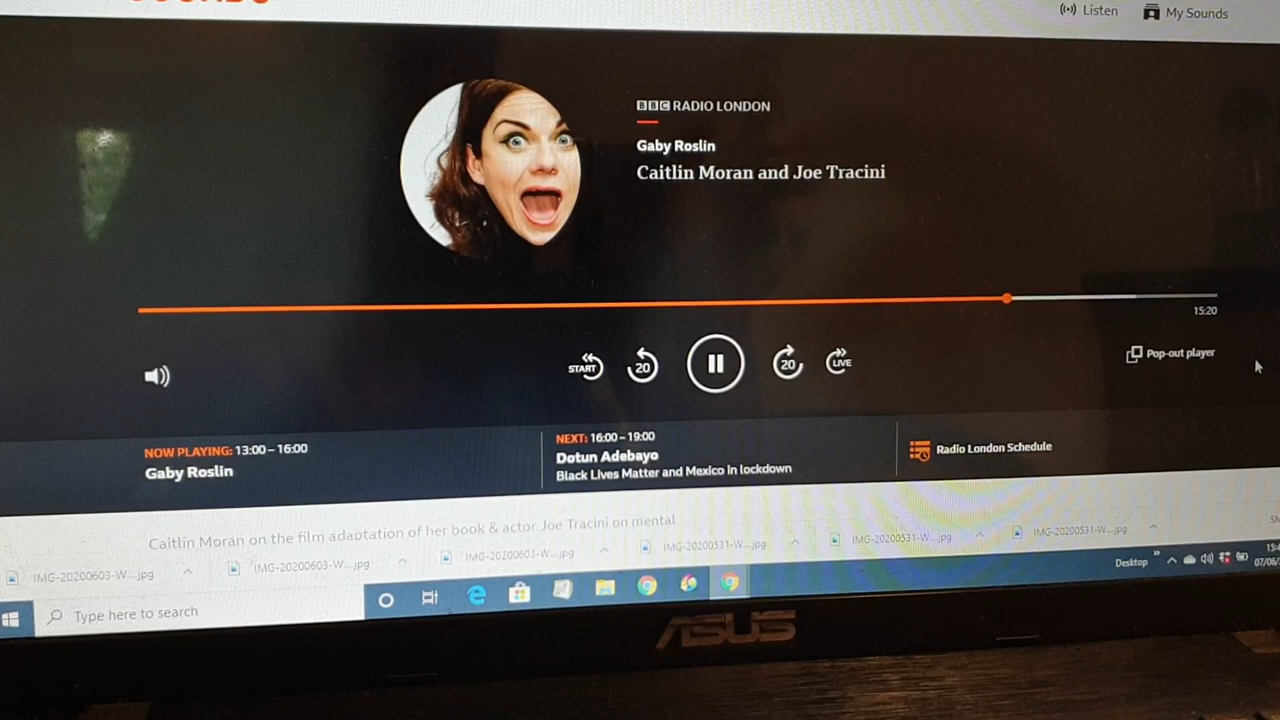 Listen
My Sounds
BBC RADIO LONDON
Gaby Roslin
Caitlin Moran and Joe Tracini
15:20
START
20
20
LIVE
Pop-out player
NOW PLAYING: 13:00 – 16:00
Gaby Roslin
NEXT: 16:00 – 19:00
Dotun Adebayo
Black Lives Matter and Mexico in lockdown
Radio London Schedule
Caitlin Moran on the film adaptation of her book & actor Joe Tracini on mental
IMG-20200603-W....jpg
IMG-20200603-W....jpg
IMG-20200603-W....jpg
IMG-20200531-W....jpg
IMG-20200531-W....jpg
IMG-20200531-W....jpg
Type here to search
Desktop
ASUS